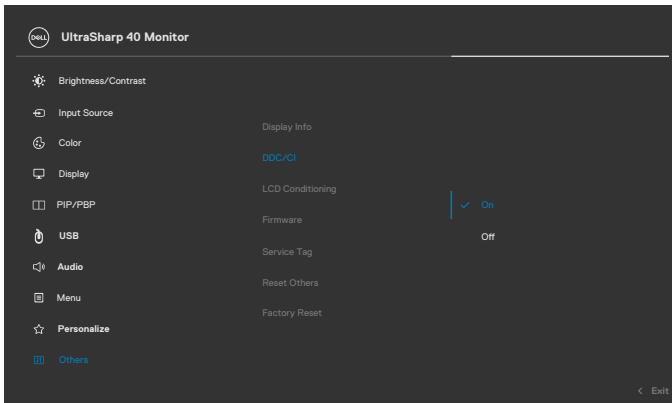 DELL UltraSharp 40 Monitor
Brightness/Contrast
Input Source
Color
Display
PIP/PBP
USB
Audio
Menu
Personalize
Others
Display Info
DDC/CI
LCD Conditioning
Firmware
Service Tag
Reset Others
Factory Reset
On
Off
< Exit